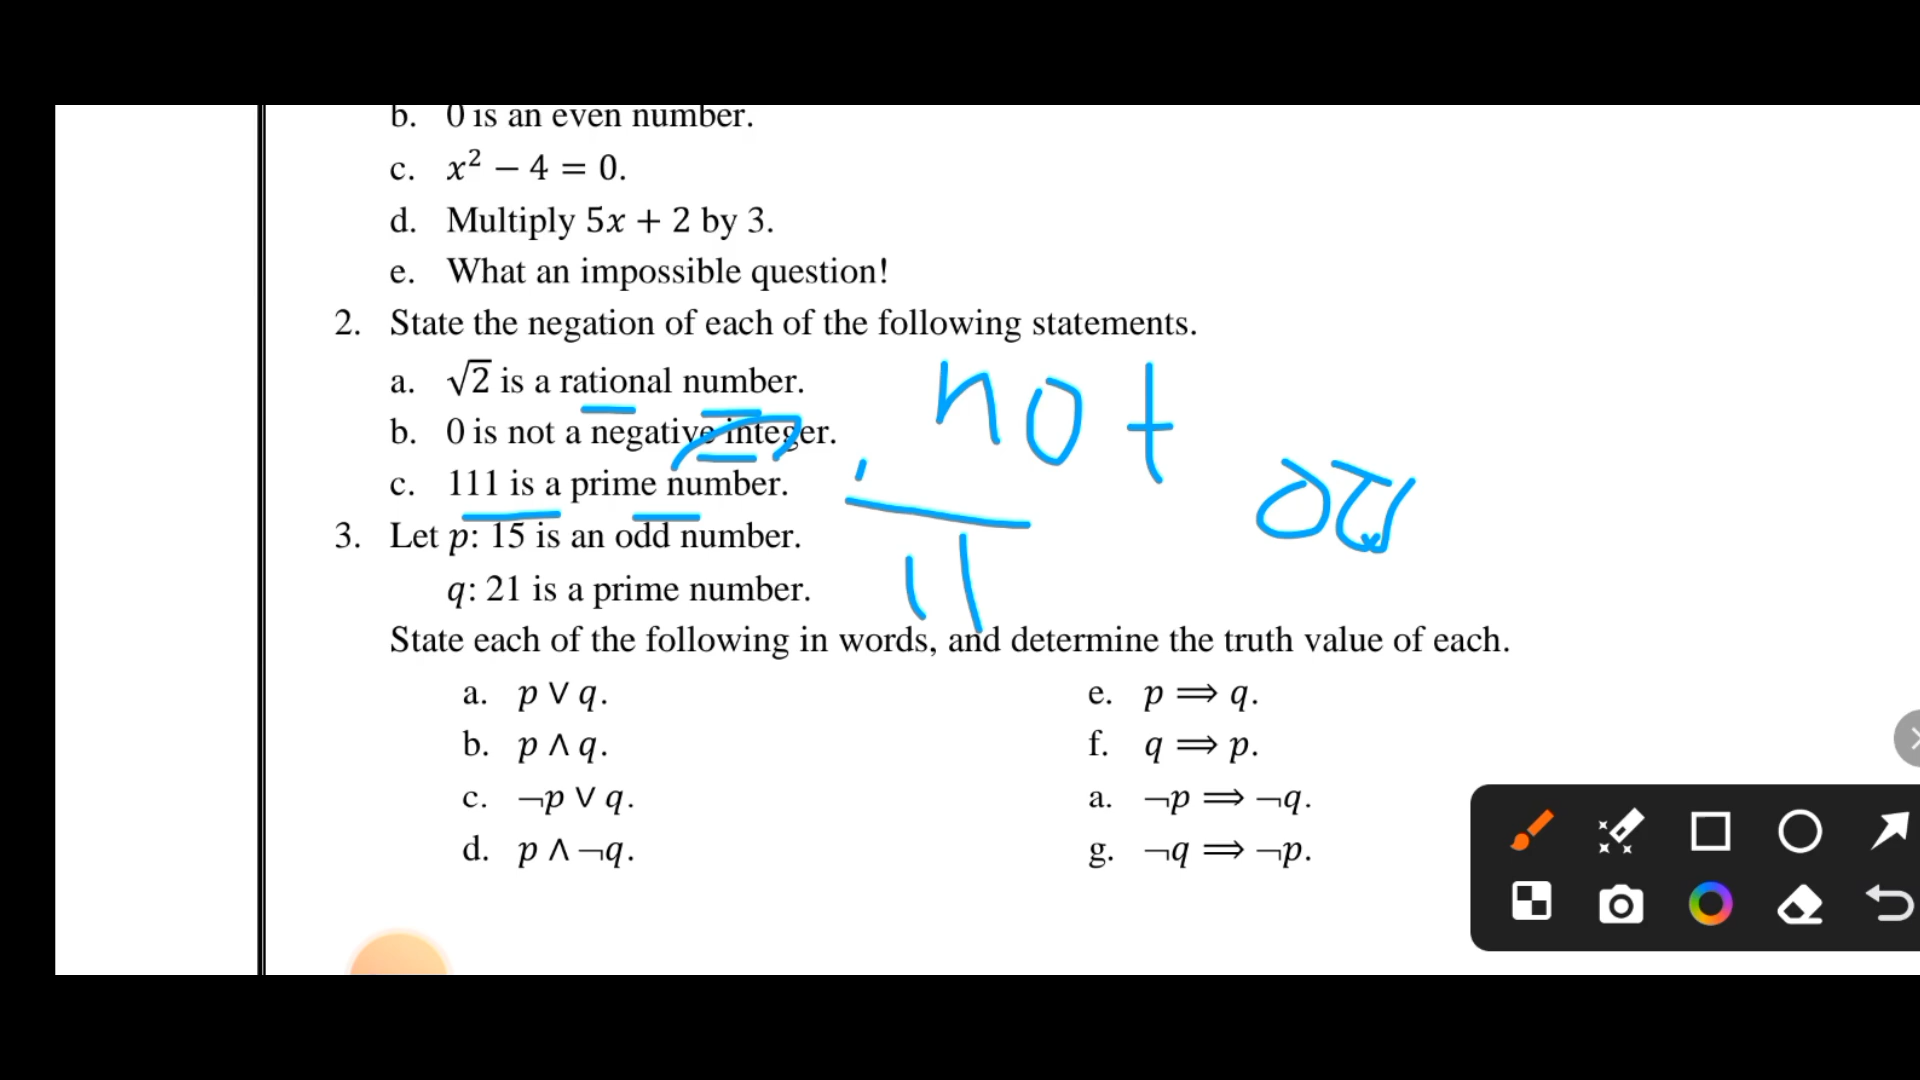 b. 0 is an even number.
c. x² − 4 = 0.
d. Multiply 5x + 2 by 3.
e. What an impossible question!
2. State the negation of each of the following statements.
a. √2 is a rational number.
b. 0 is not a negative integer.
c. 111 is a prime number.
not
3. Let p: 15 is an odd number.
q: 21 is a prime number.
State each of the following in words, and determine the truth value of each.
a. p ∨ q.
b. p ∧ q.
c. ¬p ∨ q.
d. p ∧ ¬q.
e. p ⟹ q.
f. q ⟹ p.
a. ¬p ⟹ ¬q.
g. ¬q ⟹ ¬p.